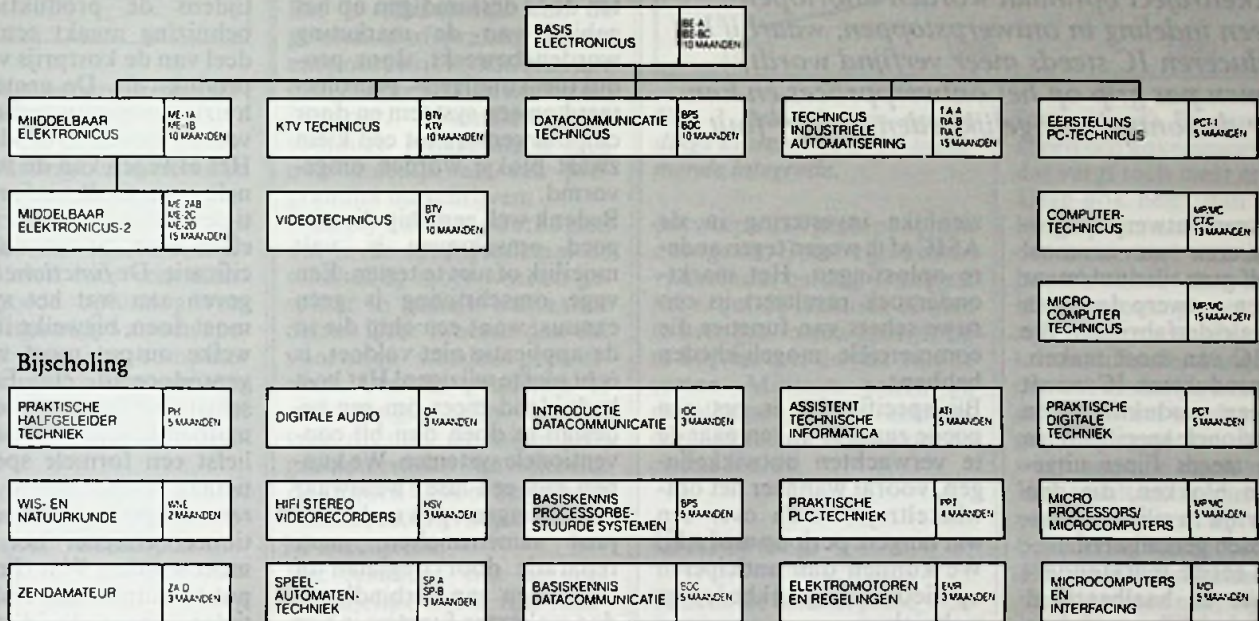 BASIS
ELECTRONICUS
BE-A
BE-BC
10 MAANDEN
MIIDDELBAAR
ELEKTRONICUS
ME-1A
ME-1B
10 MAANDEN
KTV TECHNICUS
BTV
KTV
10 MAANDEN
DATACOMMUNICATIE
TECHNICUS
BPS
BDC
10 MAANDEN
TECHNICUS
INDUSTRIELE
AUTOMATISERING
TIA A
TIA B
TIA C
15 MAANDEN
EERSTELIJNS
PC-TECHNICUS
PCT-1
5 MAANDEN
MIDDELBAAR
ELEKTRONICUS-2
ME 2AB
ME-2C
ME-2D
15 MAANDEN
VIDEOTECHNICUS
BTV
VT
10 MAANDEN
COMPUTER-
TECHNICUS
MP/MC
CT/C
13 MAANDEN
MICRO-
COMPUTER
TECHNICUS
MP/MC
15 MAANDEN
Bijscholing
PRAKTISCHE
HALFGELEIDER
TECHNIEK
PH
5 MAANDEN
DIGITALE AUDIO
DA
3 MAANDEN
INTRODUCTIE
DATACOMMUNICATIE
IDC
3 MAANDEN
ASSISTENT
TECHNISCHE
INFORMATICA
ATI
5 MAANDEN
PRAKTISCHE
DIGITALE
TECHNIEK
PDT
5 MAANDEN
WIS- EN
NATUURKUNDE
2 MAANDEN
HIFI STEREO
VIDEORECORDERS
HSV
3 MAANDEN
BASISKENNIS
PROCESSORBE-
STUURDE SYSTEMEN
BPS
5 MAANDEN
PRAKTISCHE
PLC-TECHNIEK
4 MAANDEN
MICRO
PROCESSORS/
MICROCOMPUTERS
MP/MC
5 MAANDEN
ZENDAMATEUR
ZA D
3 MAANDEN
SPEEL-
AUTOMATEN-
TECHNIEK
SP A
SP-B
3 MAANDEN
BASISKENNIS
DATACOMMUNICATIE
5 MAANDEN
ELEKTROMOTOREN
EN REGELINGEN
EMR
3 MAANDEN
MICROCOMPUTERS
EN
INTERFACING
MCI
5 MAANDEN